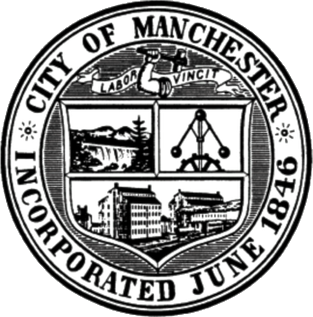 CITY OF MANCHESTER
LABOR VINCIT
INCORPORATED JUNE 1846